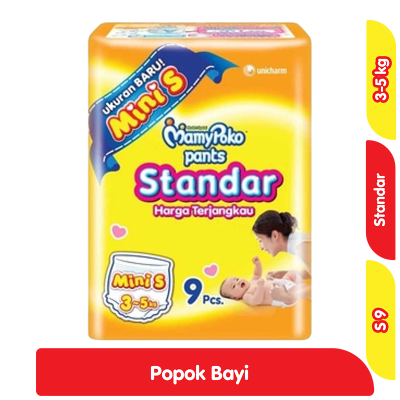 unicharm
ukuran BARU!
Mini S
MamyPoko
pants
Standar
Harga Terjangkau
Mini S
3-5kg
9 Pcs.
3-5 kg
Standar
S9
Popok Bayi